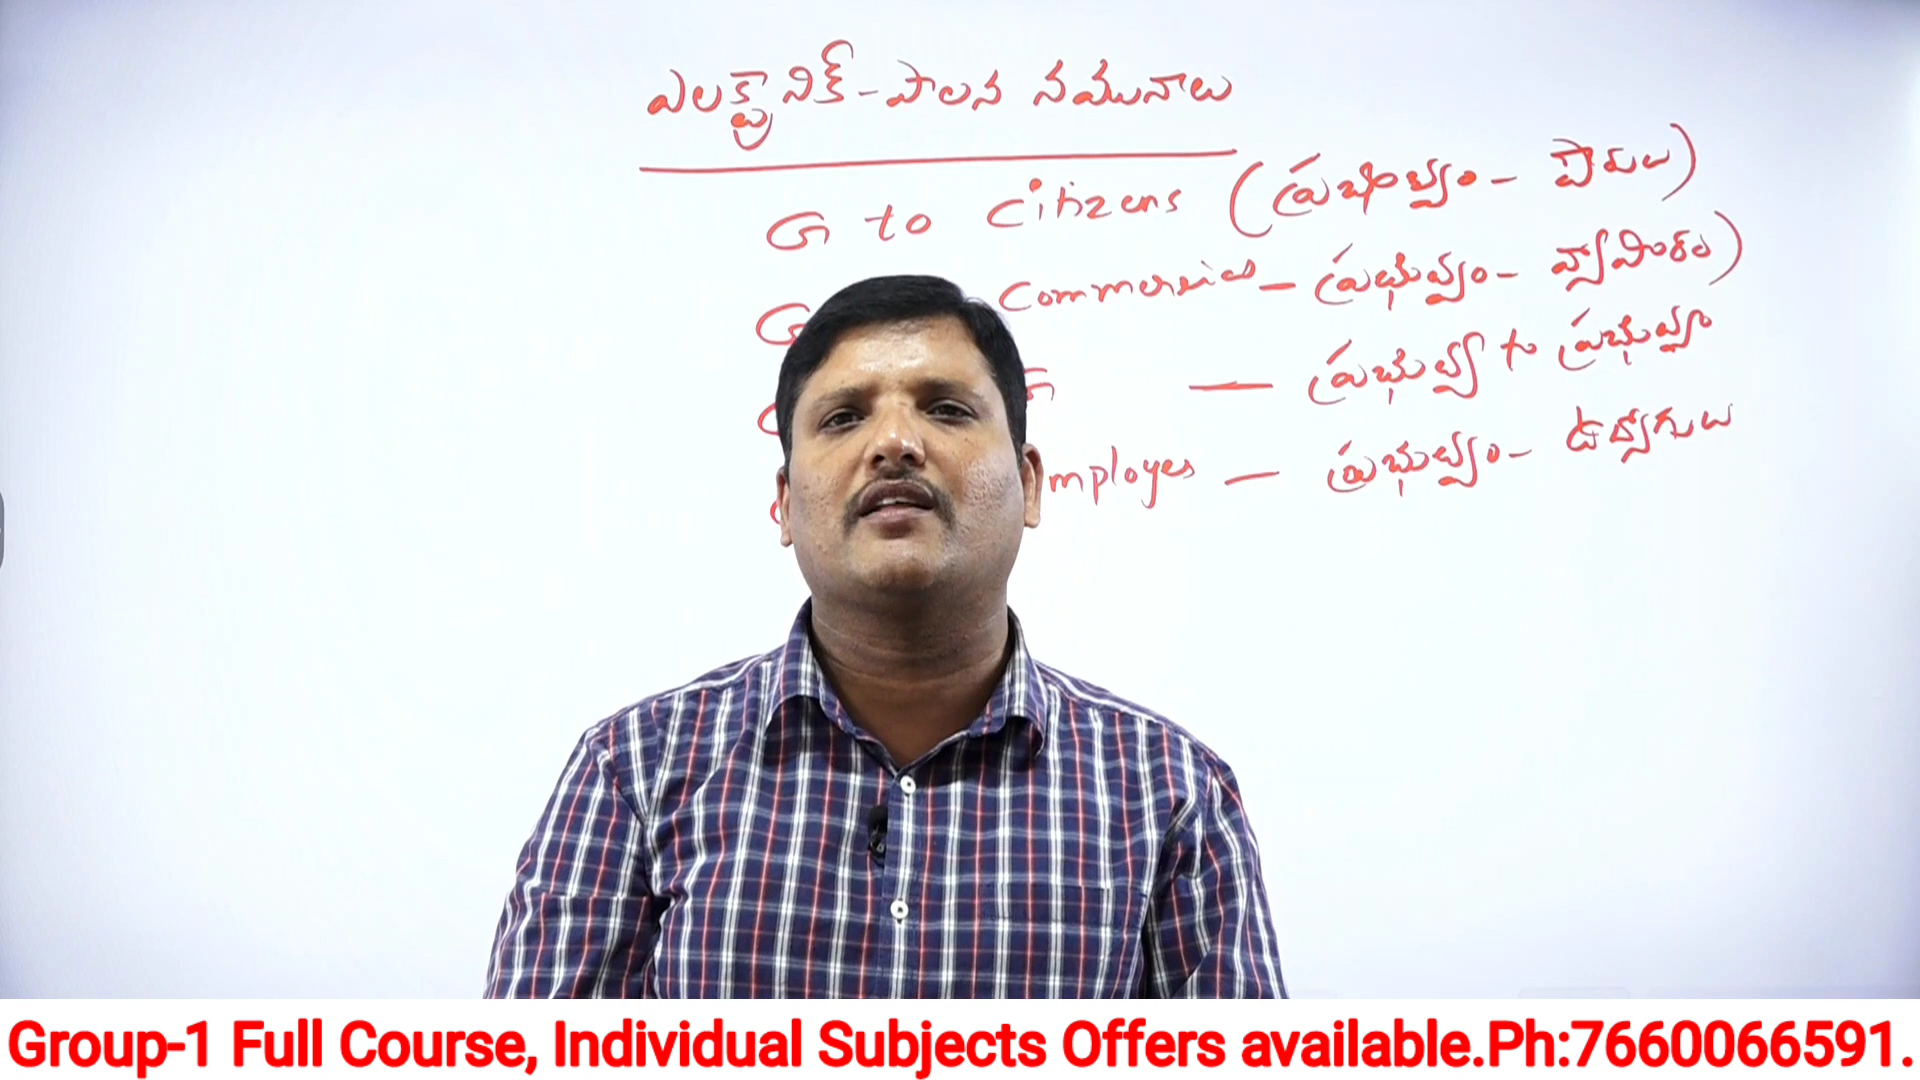 ఎలక్ట్రానిక్-పాలన నమూనాలు
G to Citizens (ప్రభుత్వం - పౌరులు)
G Commercial - ప్రభుత్వం -
G — ప్రభుత్వ to ప్రభుత్వం
mployes — ప్రభుత్వం - ఉద్యోగులు
Group-1 Full Course, Individual Subjects Offers available.Ph:7660066591.